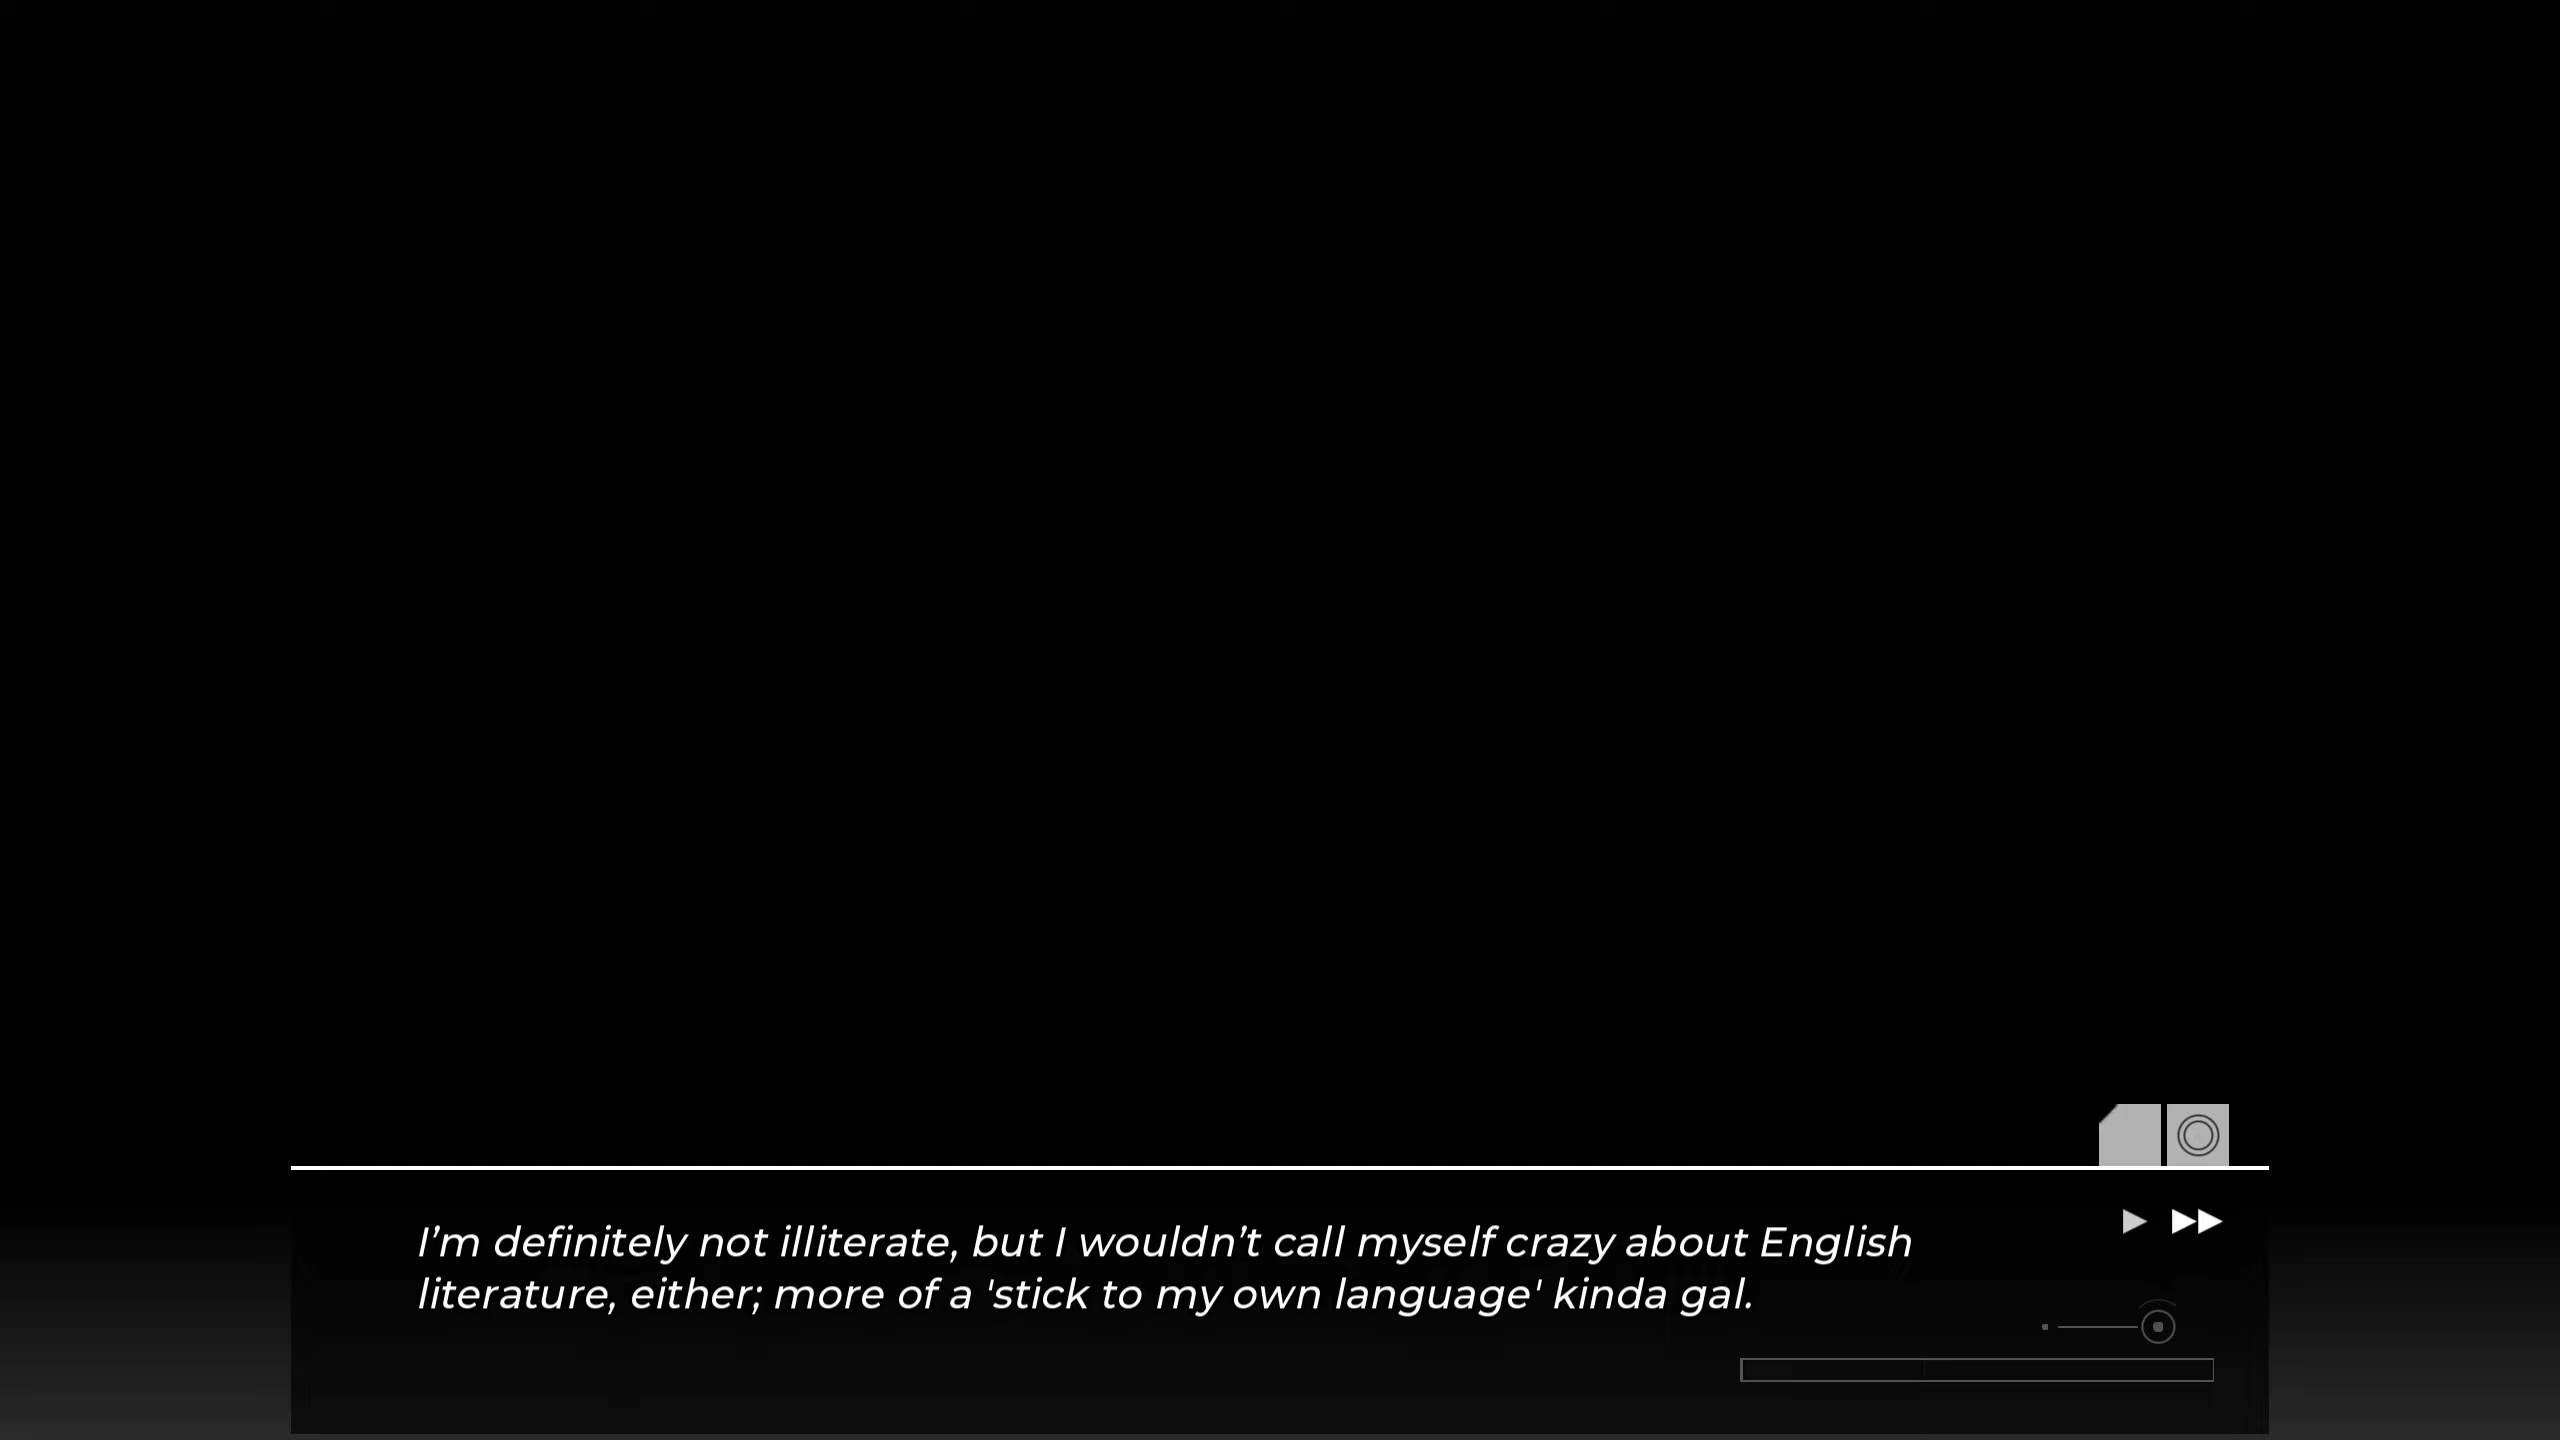 I’m definitely not illiterate, but I wouldn’t call myself crazy about English
literature, either; more of a 'stick to my own language' kinda gal.